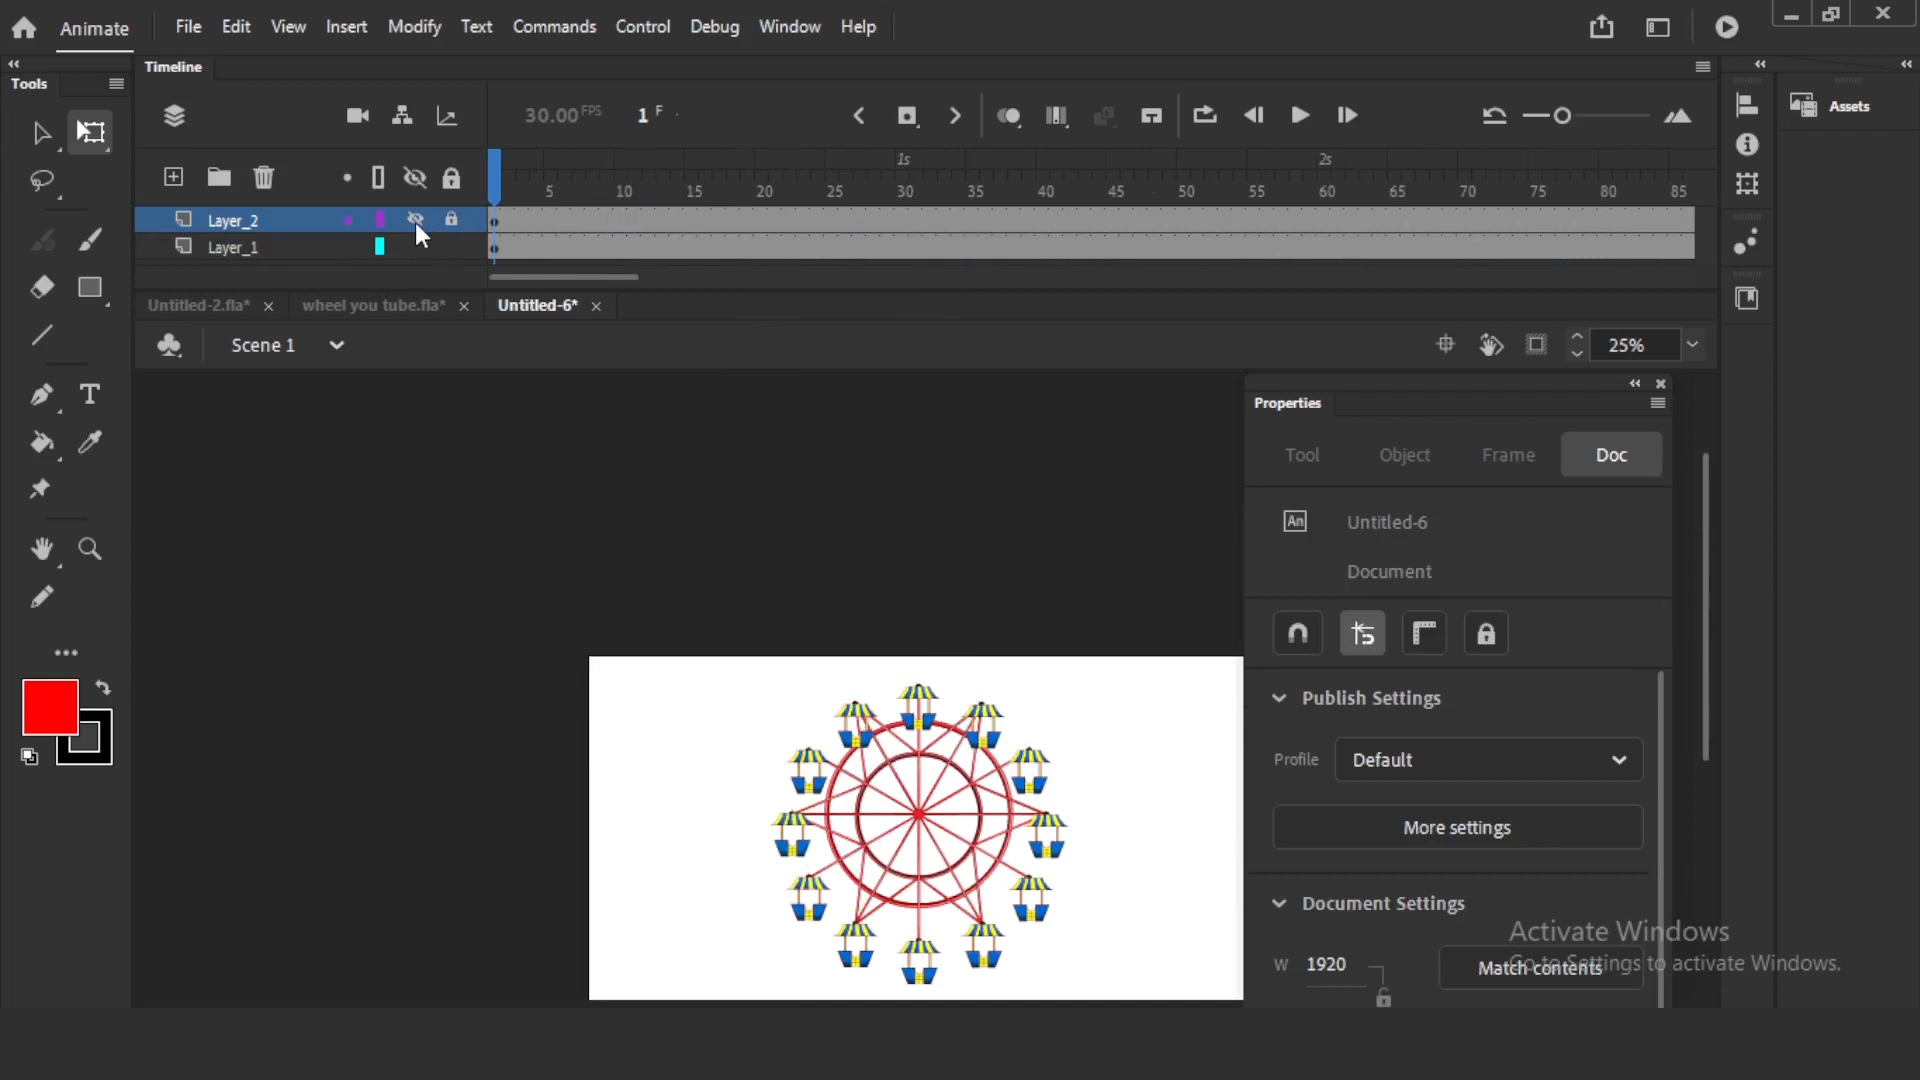 Animate File Edit View Insert Modify Text Commands Control Debug Window Help
Timeline
Tools
30.00 FPS 1 F
Assets
1s 2s
5 10 15 20 25 30 35 40 45 50 55 60 65 70 75 80 85
Layer_2
Layer_1
Untitled-2.fla* × wheel you tube.fla* × Untitled-6* ×
Scene 1
25%
Properties
Tool Object Frame Doc
An Untitled-6
Document
T
Publish Settings
Profile Default
More settings
Document Settings
W 1920 Match contents
Activate Windows
Go to Settings to activate Windows.